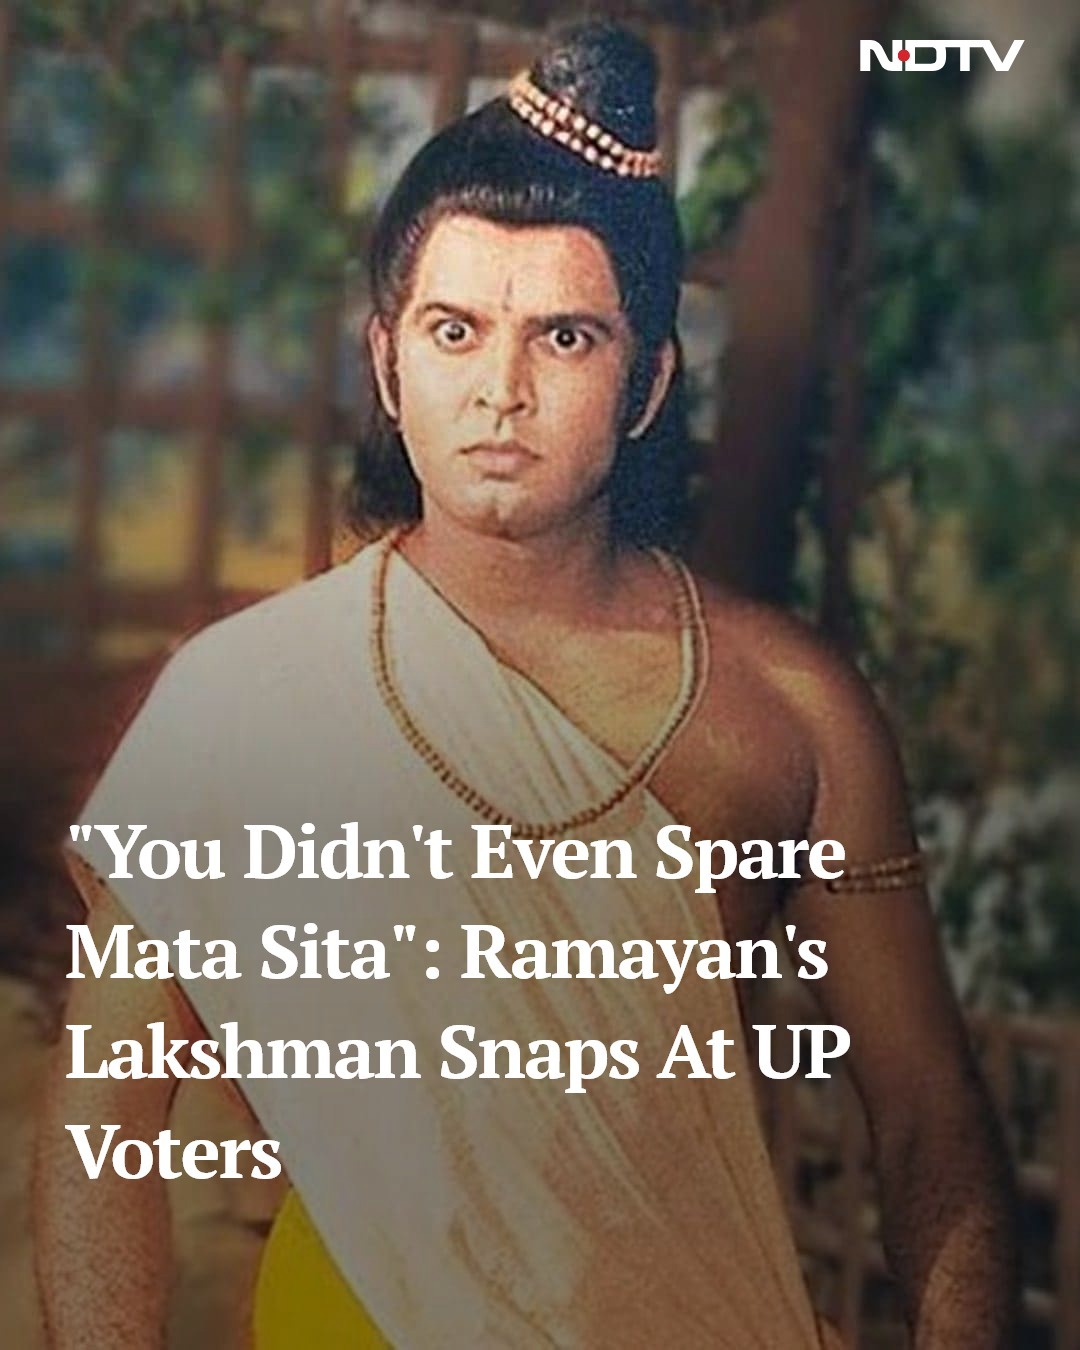 NDTV
"You Didn't Even Spare
Mata Sita": Ramayan's
Lakshman Snaps At UP
Voters